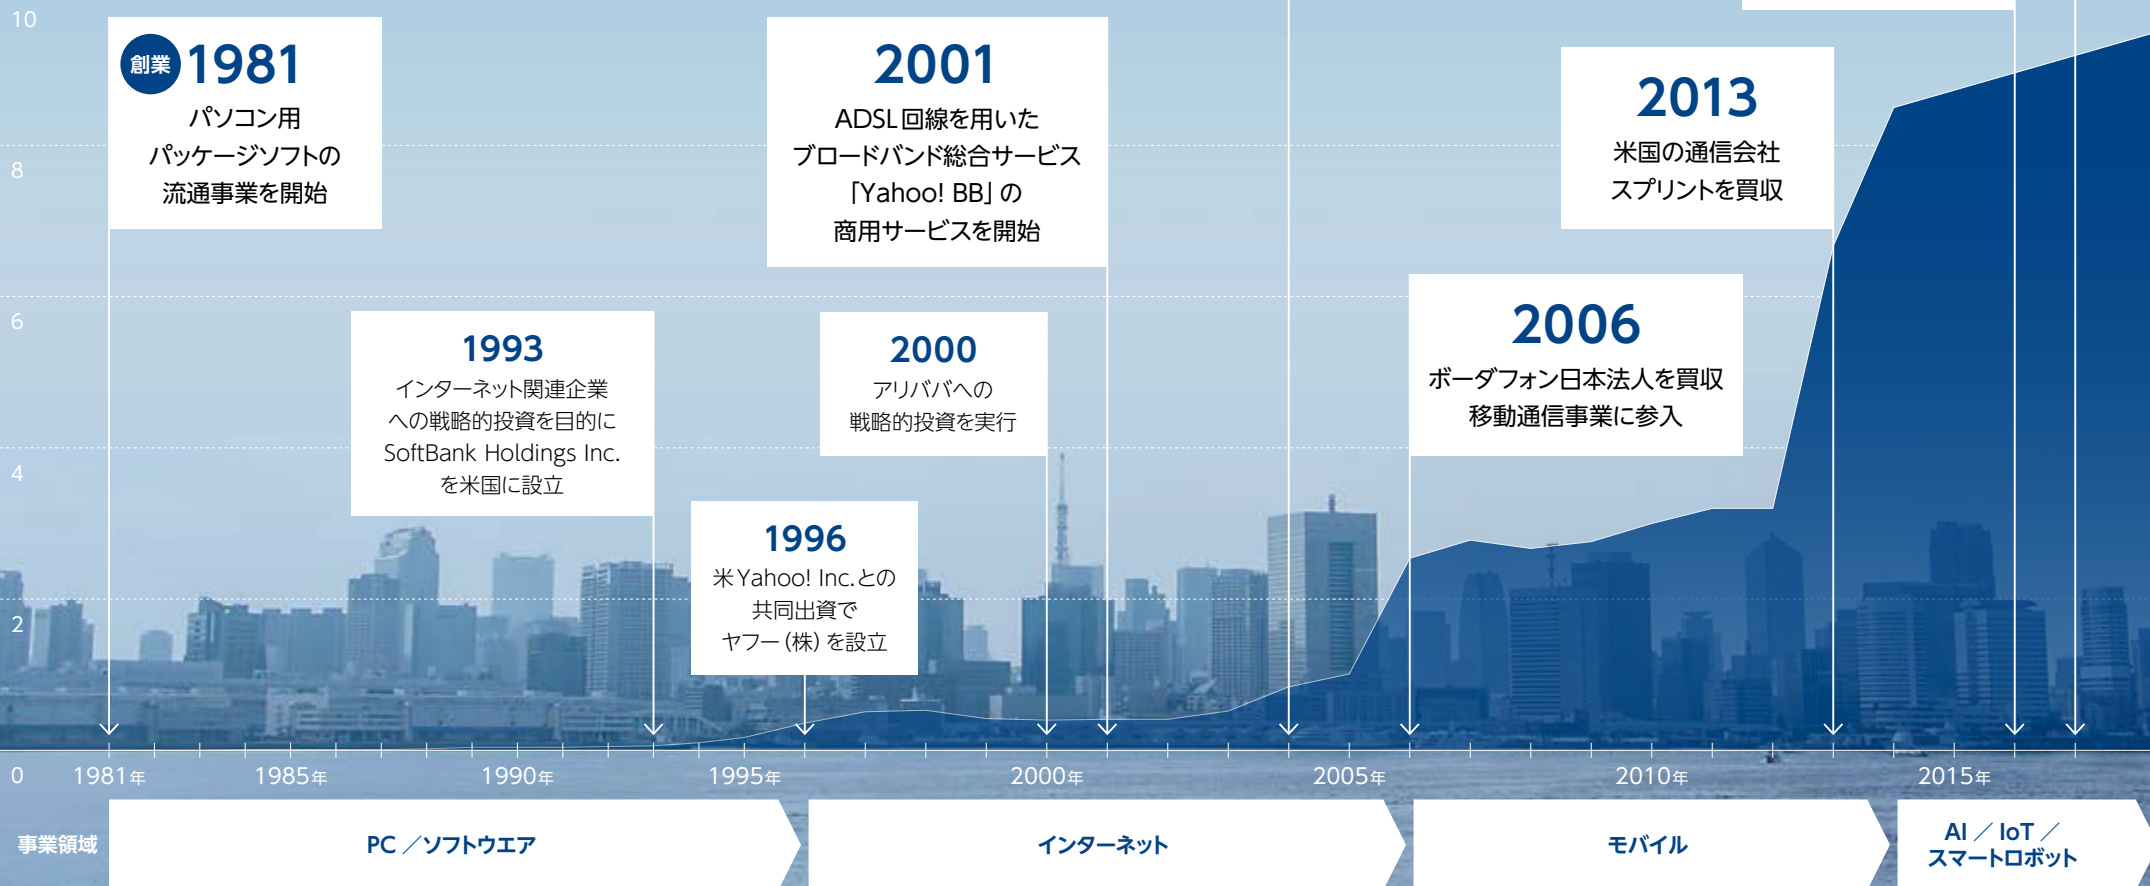 10
8
6
4
2
0
創業 1981
パソコン用
パッケージソフトの
流通事業を開始
1993
インターネット関連企業
への戦略的投資を目的に
SoftBank Holdings Inc.
を米国に設立
1996
米Yahoo! Inc.との
共同出資で
ヤフー(株)を設立
2000
アリババへの
戦略的投資を実行
2001
ADSL回線を用いた
ブロードバンド総合サービス
「Yahoo! BB」の
商用サービスを開始
2006
ボーダフォン日本法人を買収
移動通信事業に参入
2013
米国の通信会社
スプリントを買収
1981年 1985年 1990年 1995年 2000年 2005年 2010年 2015年
事業領域
PC／ソフトウエア
インターネット
モバイル
AI／IoT／
スマートロボット